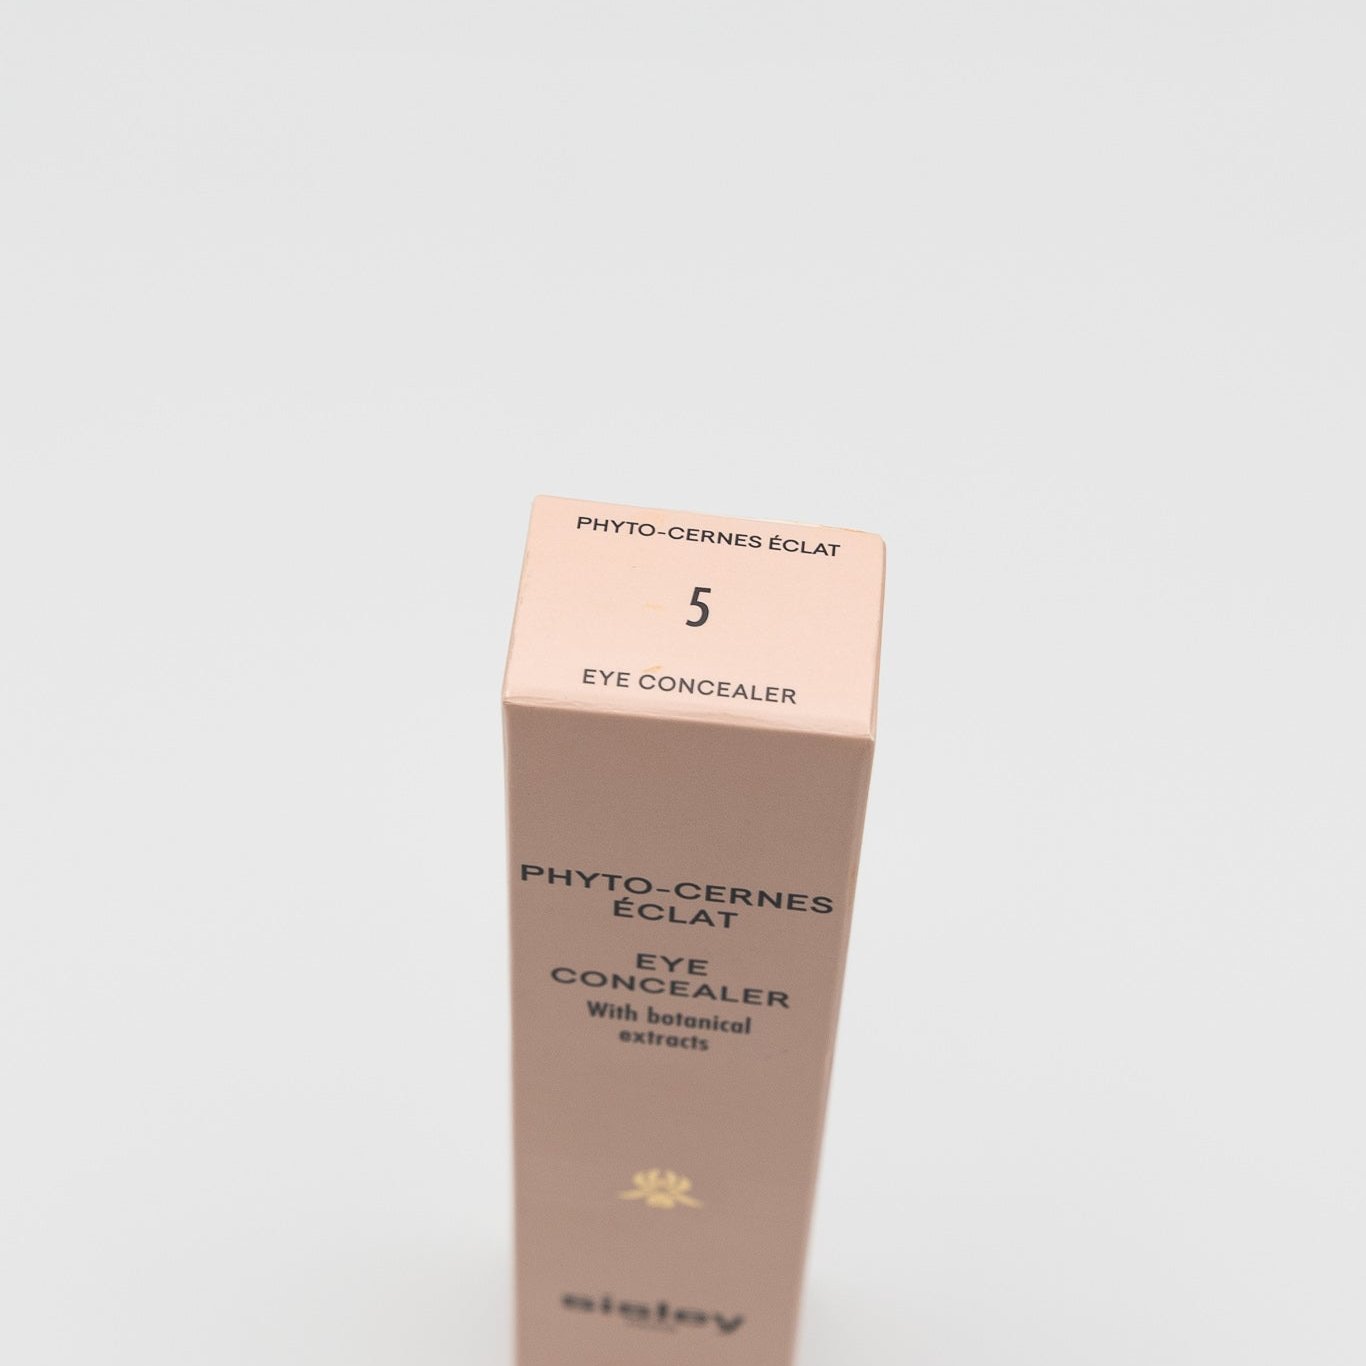 PHYTO-CERNES ÉCLAT
5
EYE CONCEALER
PHYTO-CERNES
ÉCLAT
EYE
CONCEALER
With botanical
extracts
sisley